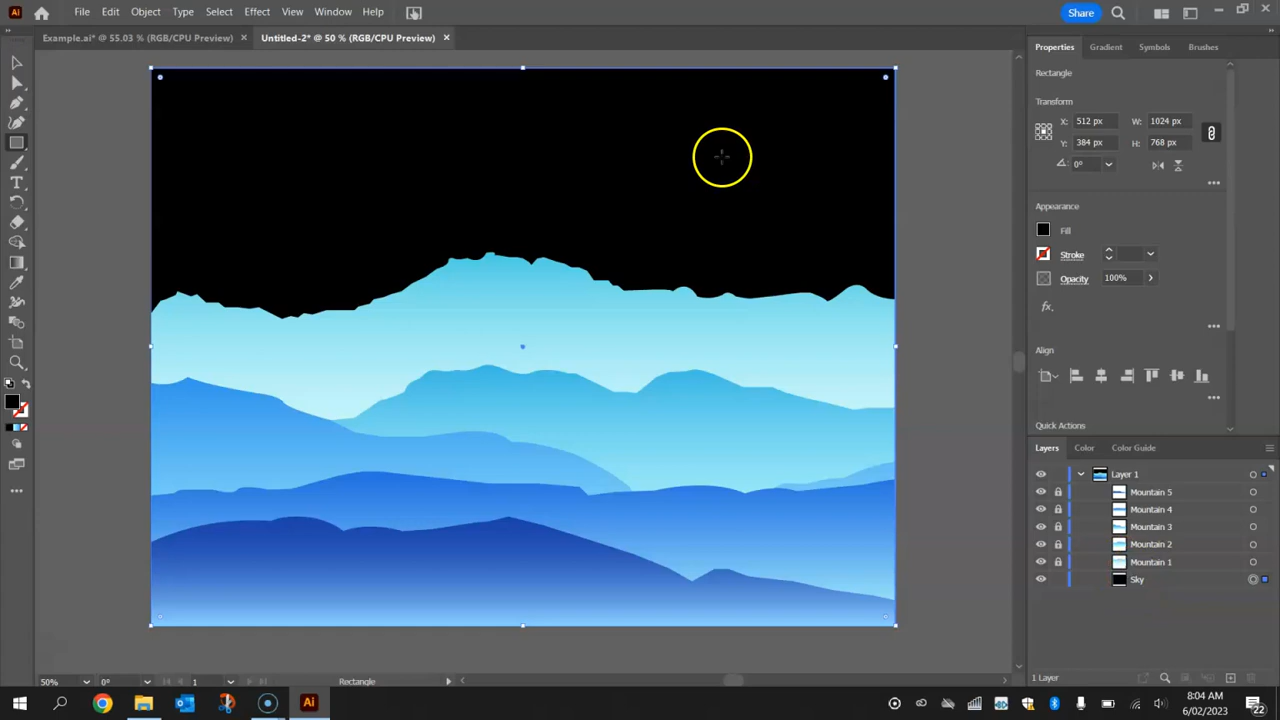 Ai File Edit Object Type Select Effect View Window Help Share
Example.ai* @ 55.03 % (RGB/CPU Preview) × Untitled-2* @ 50 % (RGB/CPU Preview) ×
Properties Gradient Symbols Brushes
Rectangle
Transform
X: 512 px W: 1024 px
Y: 384 px H: 768 px
0°
Appearance
Fill
Stroke
Opacity 100%
fx.
Align
Quick Actions
Layers Color Color Guide
Layer 1
Mountain 5
Mountain 4
Mountain 3
Mountain 2
Mountain 1
Sky
50% 0° 1 Rectangle 1 Layer
Ai 8:04 AM
6/02/2023 22